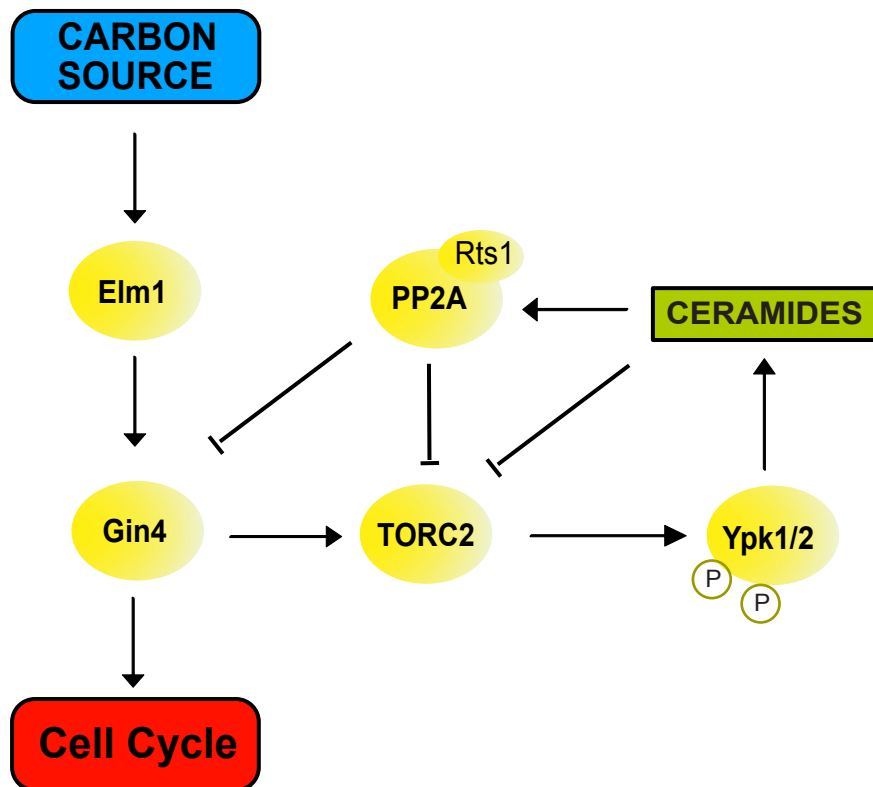 CARBON
SOURCE
Rts1
Elm1
PP2A
CERAMIDES
Gin4
TORC2
Ypk1/2
P
P
Cell Cycle